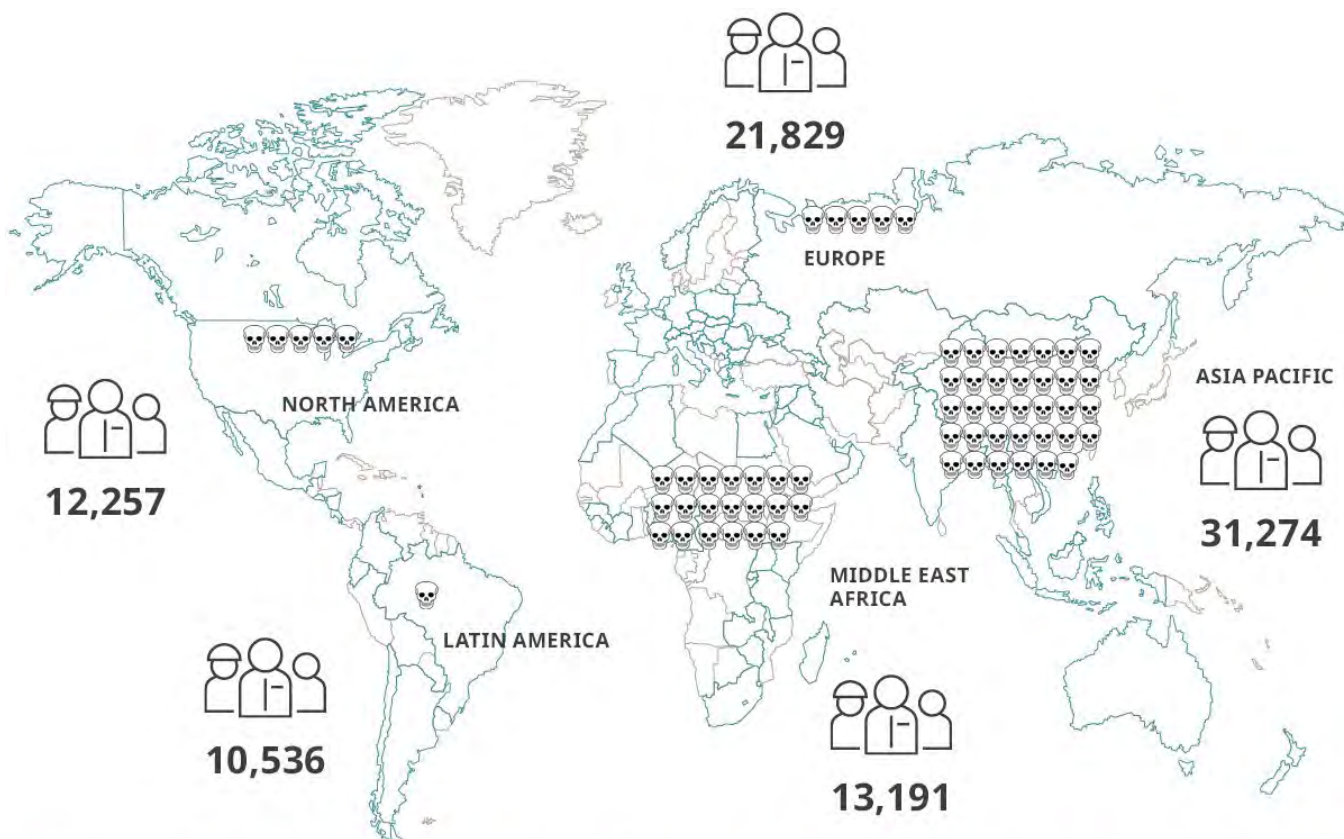 21,829
EUROPE
NORTH AMERICA
12,257
ASIA PACIFIC
31,274
MIDDLE EAST
AFRICA
13,191
LATIN AMERICA
10,536